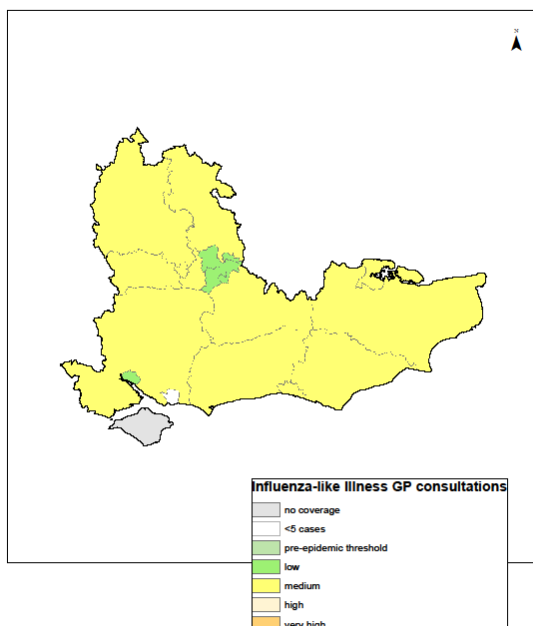 N
Influenza-like Illness GP consultations
no coverage
<5 cases
pre-epidemic threshold
low
medium
high
very high